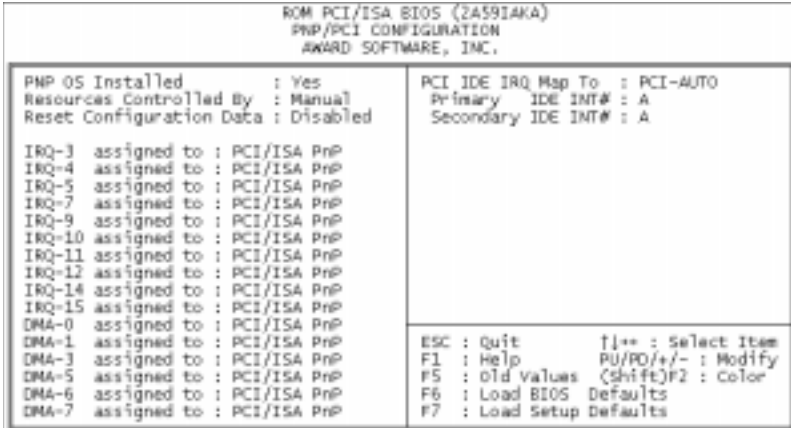 ROM PCI/ISA BIOS (2A59IAKA)
PNP/PCI CONFIGURATION
AWARD SOFTWARE, INC.
PNP OS Installed : Yes
Resources Controlled By : Manual
Reset Configuration Data : Disabled
IRQ-3 assigned to : PCI/ISA PnP
IRQ-4 assigned to : PCI/ISA PnP
IRQ-5 assigned to : PCI/ISA PnP
IRQ-7 assigned to : PCI/ISA PnP
IRQ-9 assigned to : PCI/ISA PnP
IRQ-10 assigned to : PCI/ISA PnP
IRQ-11 assigned to : PCI/ISA PnP
IRQ-12 assigned to : PCI/ISA PnP
IRQ-14 assigned to : PCI/ISA PnP
IRQ-15 assigned to : PCI/ISA PnP
DMA-0 assigned to : PCI/ISA PnP
DMA-1 assigned to : PCI/ISA PnP
DMA-3 assigned to : PCI/ISA PnP
DMA-5 assigned to : PCI/ISA PnP
DMA-6 assigned to : PCI/ISA PnP
DMA-7 assigned to : PCI/ISA PnP
PCI IDE IRQ Map To : PCI-AUTO
Primary IDE INT# : A
Secondary IDE INT# : A
ESC : Quit ↑↓↔ : Select Item
F1 : Help PU/PD/+/- : Modify
F5 : Old Values (Shift)F2 : Color
F6 : Load BIOS Defaults
F7 : Load Setup Defaults